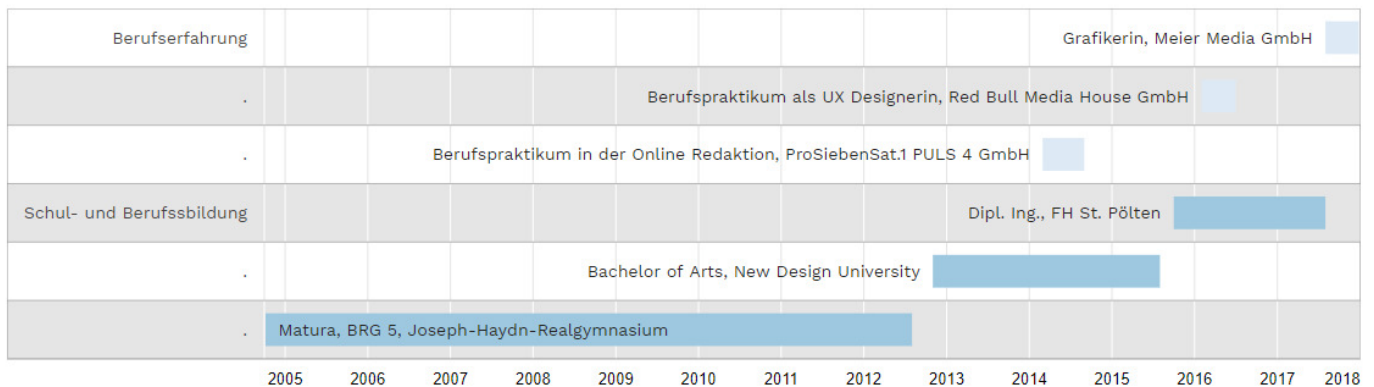 Berufserfahrung Grafikerin, Meier Media GmbH
. Berufspraktikum als UX Designerin, Red Bull Media House GmbH
. Berufspraktikum in der Online Redaktion, ProSiebenSat.1 PULS 4 GmbH
Schul- und Berufssbildung Dipl. Ing., FH St. Pölten
. Bachelor of Arts, New Design University
. Matura, BRG 5, Joseph-Haydn-Realgymnasium
2005 2006 2007 2008 2009 2010 2011 2012 2013 2014 2015 2016 2017 2018